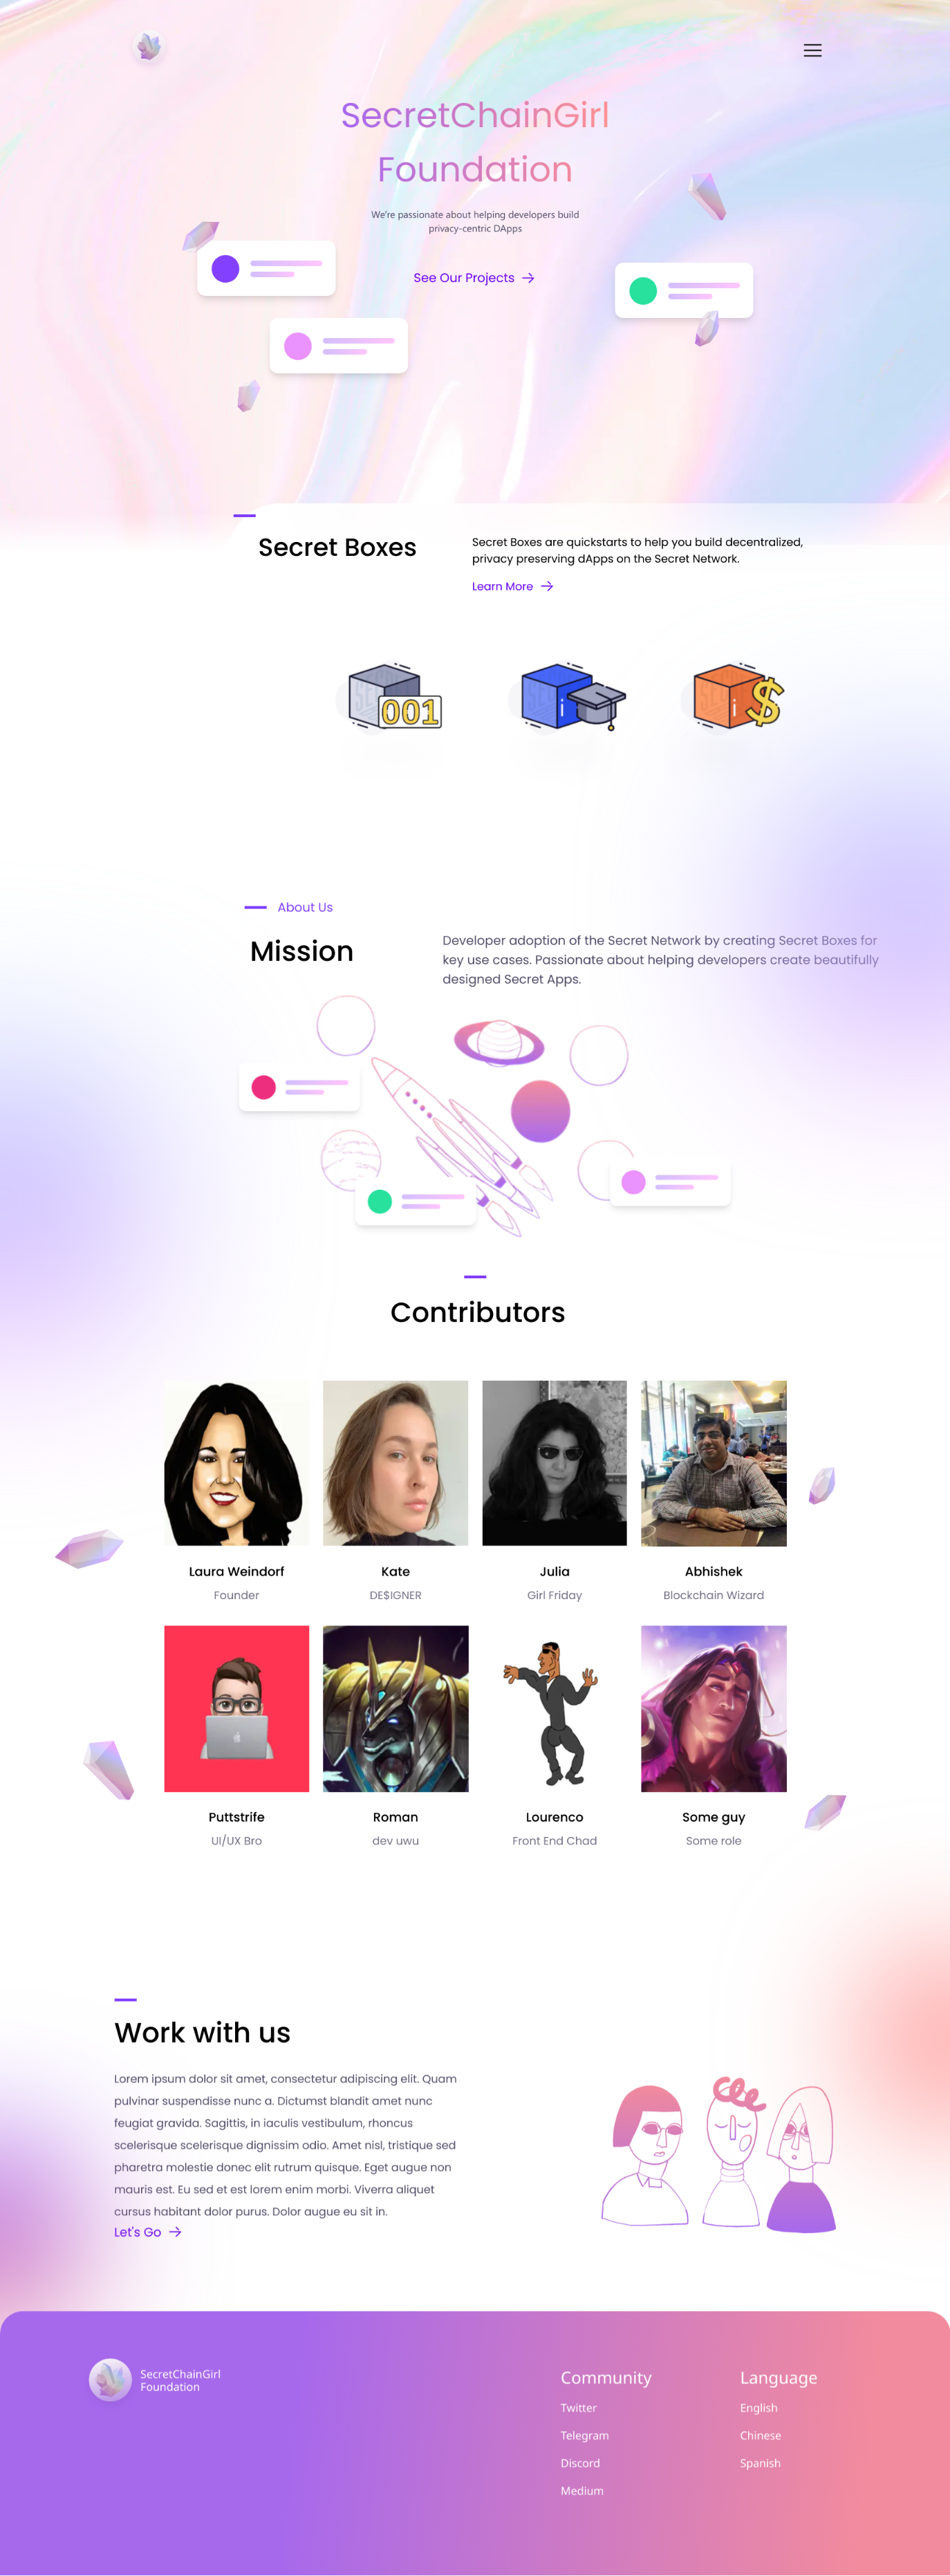 SecretChainGirl
Foundation
We're passionate about helping developers build
privacy-centric DApps
See Our Projects
Secret Boxes
Secret Boxes are quickstarts to help you build decentralized,
privacy preserving dApps on the Secret Network.
Learn More
001
i
$
i
About Us
Mission
Developer adoption of the Secret Network by creating Secret Boxes for
key use cases. Passionate about helping developers create beautifully
designed Secret Apps.
Contributors
Laura Weindorf
Founder
Kate
DE$IGNER
Julia
Girl Friday
Abhishek
Blockchain Wizard
Puttstrife
UI/UX Bro
Roman
dev uwu
Lourenco
Front End Chad
Some guy
Some role
Work with us
Lorem ipsum dolor sit amet, consectetur adipiscing elit. Quam
pulvinar suspendisse nunc a. Dictumst blandit amet nunc
feugiat gravida. Sagittis, in iaculis vestibulum, rhoncus
scelerisque scelerisque dignissim odio. Amet nisl, tristique sed
pharetra molestie donec elit rutrum quisque. Eget augue non
mauris est. Eu sed et est lorem enim morbi. Viverra aliquet
cursus habitant dolor purus. Dolor augue eu sit in.
Let's Go
SecretChainGirl
Foundation
Community
Twitter
Telegram
Discord
Medium
Language
English
Chinese
Spanish